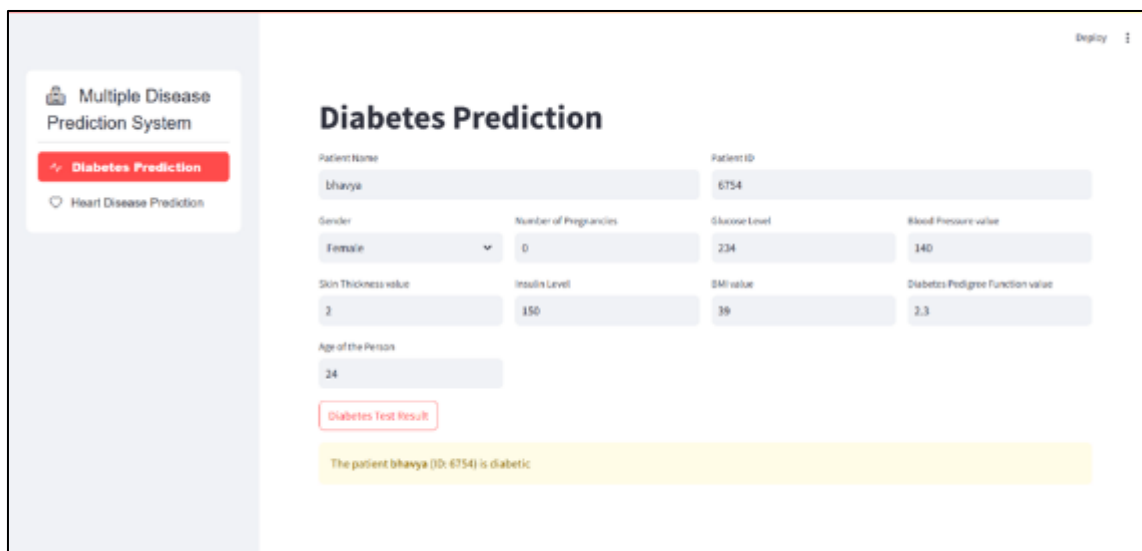 Deploy
Multiple Disease
Prediction System
Diabetes Prediction
Heart Disease Prediction
Diabetes Prediction
Patient Name
Patient ID
bhavya
6754
Gender
Number of Pregnancies
Glucose Level
Blood Pressure value
Female
0
234
140
Skin Thickness value
Insulin Level
BMI value
Diabetes Pedigree Function value
2
150
39
2.3
Age of the Person
24
Diabetes Test Result
The patient bhavya (ID: 6754) is diabetic